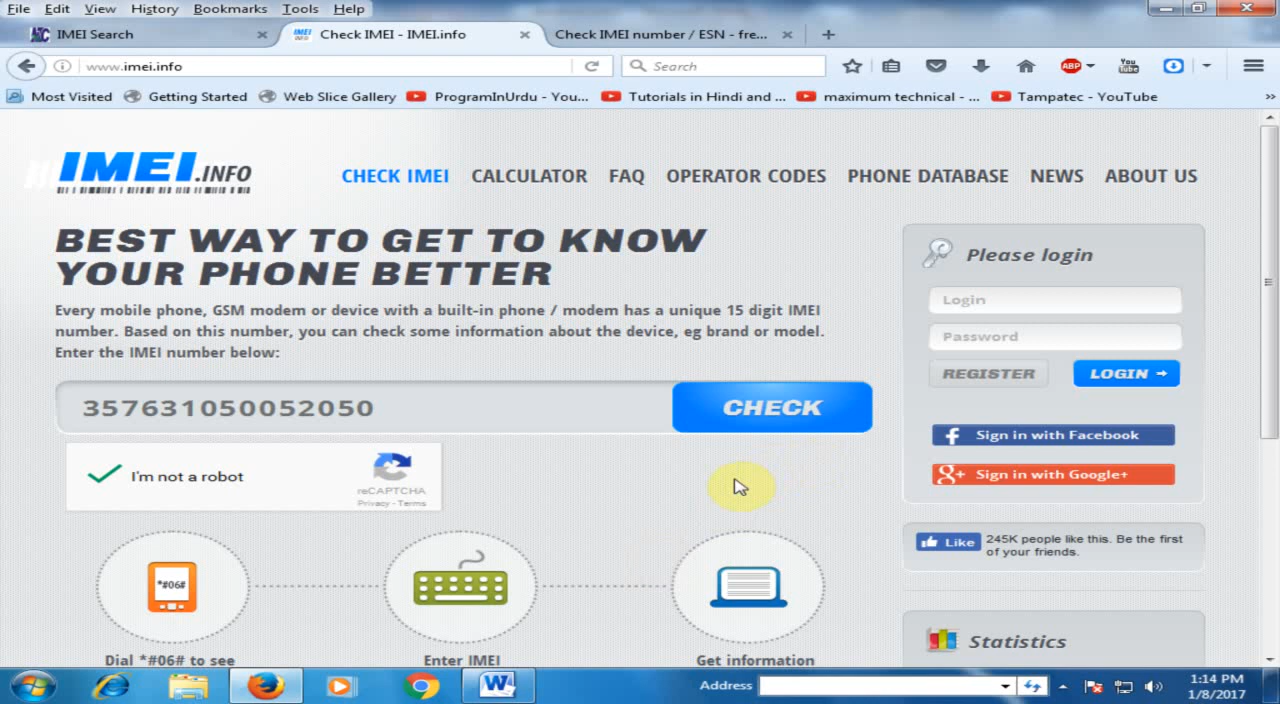 File Edit View History Bookmarks Tools Help
IMEI Search
Check IMEI - IMEI.info
Check IMEI number / ESN - fre...
www.imei.info
Search
ABP
You Tube
Most Visited
Getting Started
Web Slice Gallery
ProgramInUrdu - You...
Tutorials in Hindi and ...
maximum technical - ...
Tampatec - YouTube
IMEI.INFO
CHECK IMEI CALCULATOR FAQ OPERATOR CODES PHONE DATABASE NEWS ABOUT US
BEST WAY TO GET TO KNOW
YOUR PHONE BETTER
Every mobile phone, GSM modem or device with a built-in phone / modem has a unique 15 digit IMEI
number. Based on this number, you can check some information about the device, eg brand or model.
Enter the IMEI number below:
357631050052050
CHECK
I'm not a robot
reCAPTCHA
Privacy - Terms
*#06#
Dial *#06# to see
Enter IMEI
Get information
Please login
Login
Password
REGISTER
LOGIN
Sign in with Facebook
Sign in with Google+
Like
245K people like this. Be the first
of your friends.
Statistics
Address
1:14 PM
1/8/2017